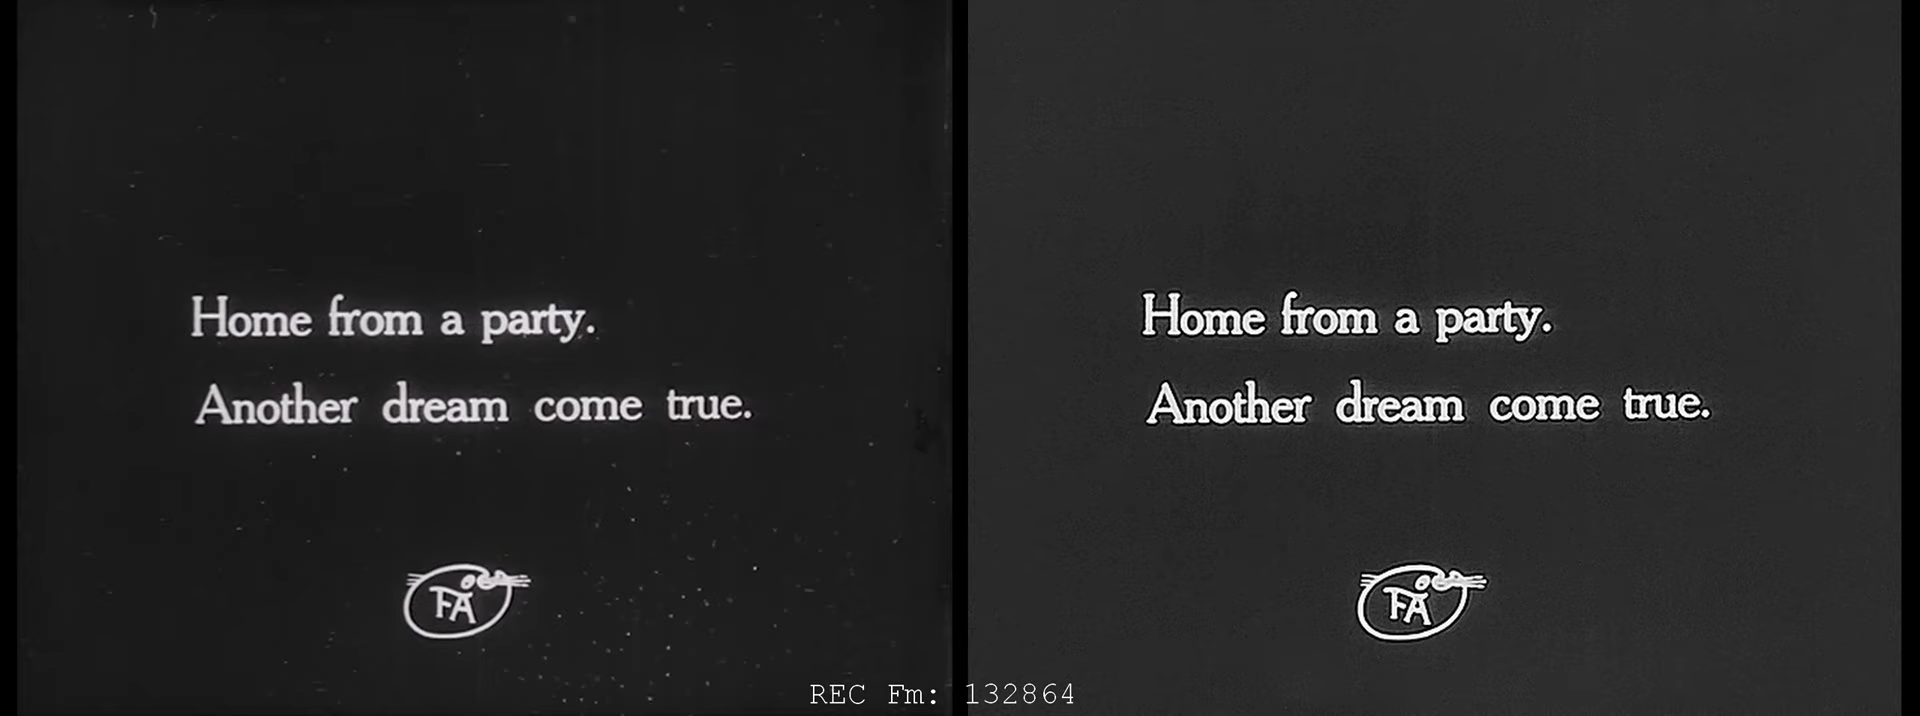 Home from a party.
Another dream come true.
FA
Home from a party.
Another dream come true.
FA
REC Fm: 132864